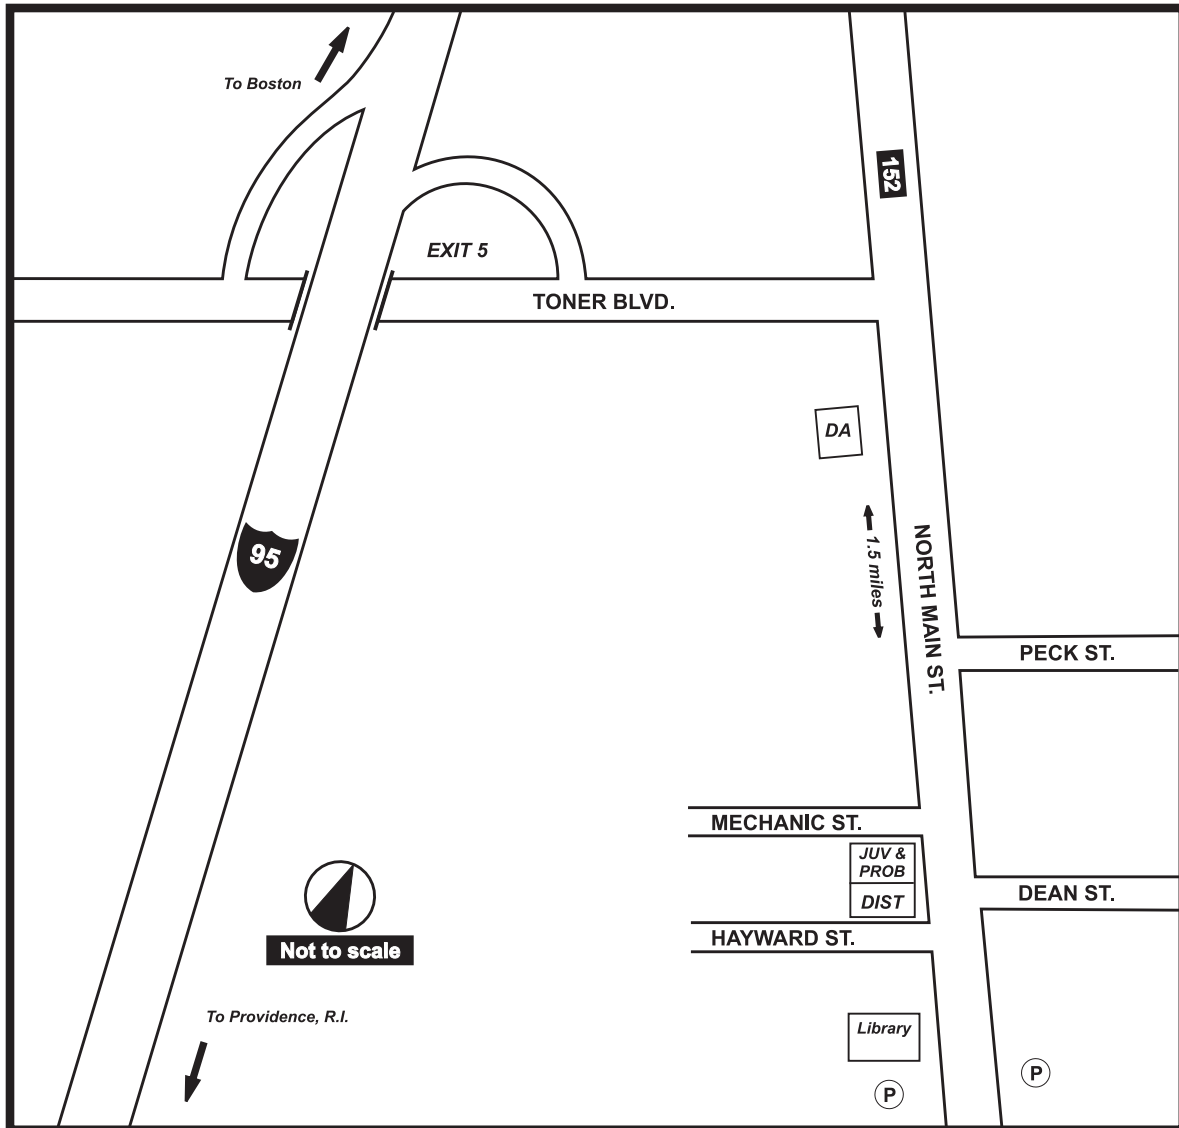 To Boston
152
EXIT 5
TONER BLVD.
DA
1.5 miles
95
NORTH MAIN ST.
PECK ST.
MECHANIC ST.
JUV &
PROB
DIST
DEAN ST.
HAYWARD ST.
Not to scale
To Providence, R.I.
Library
P
P